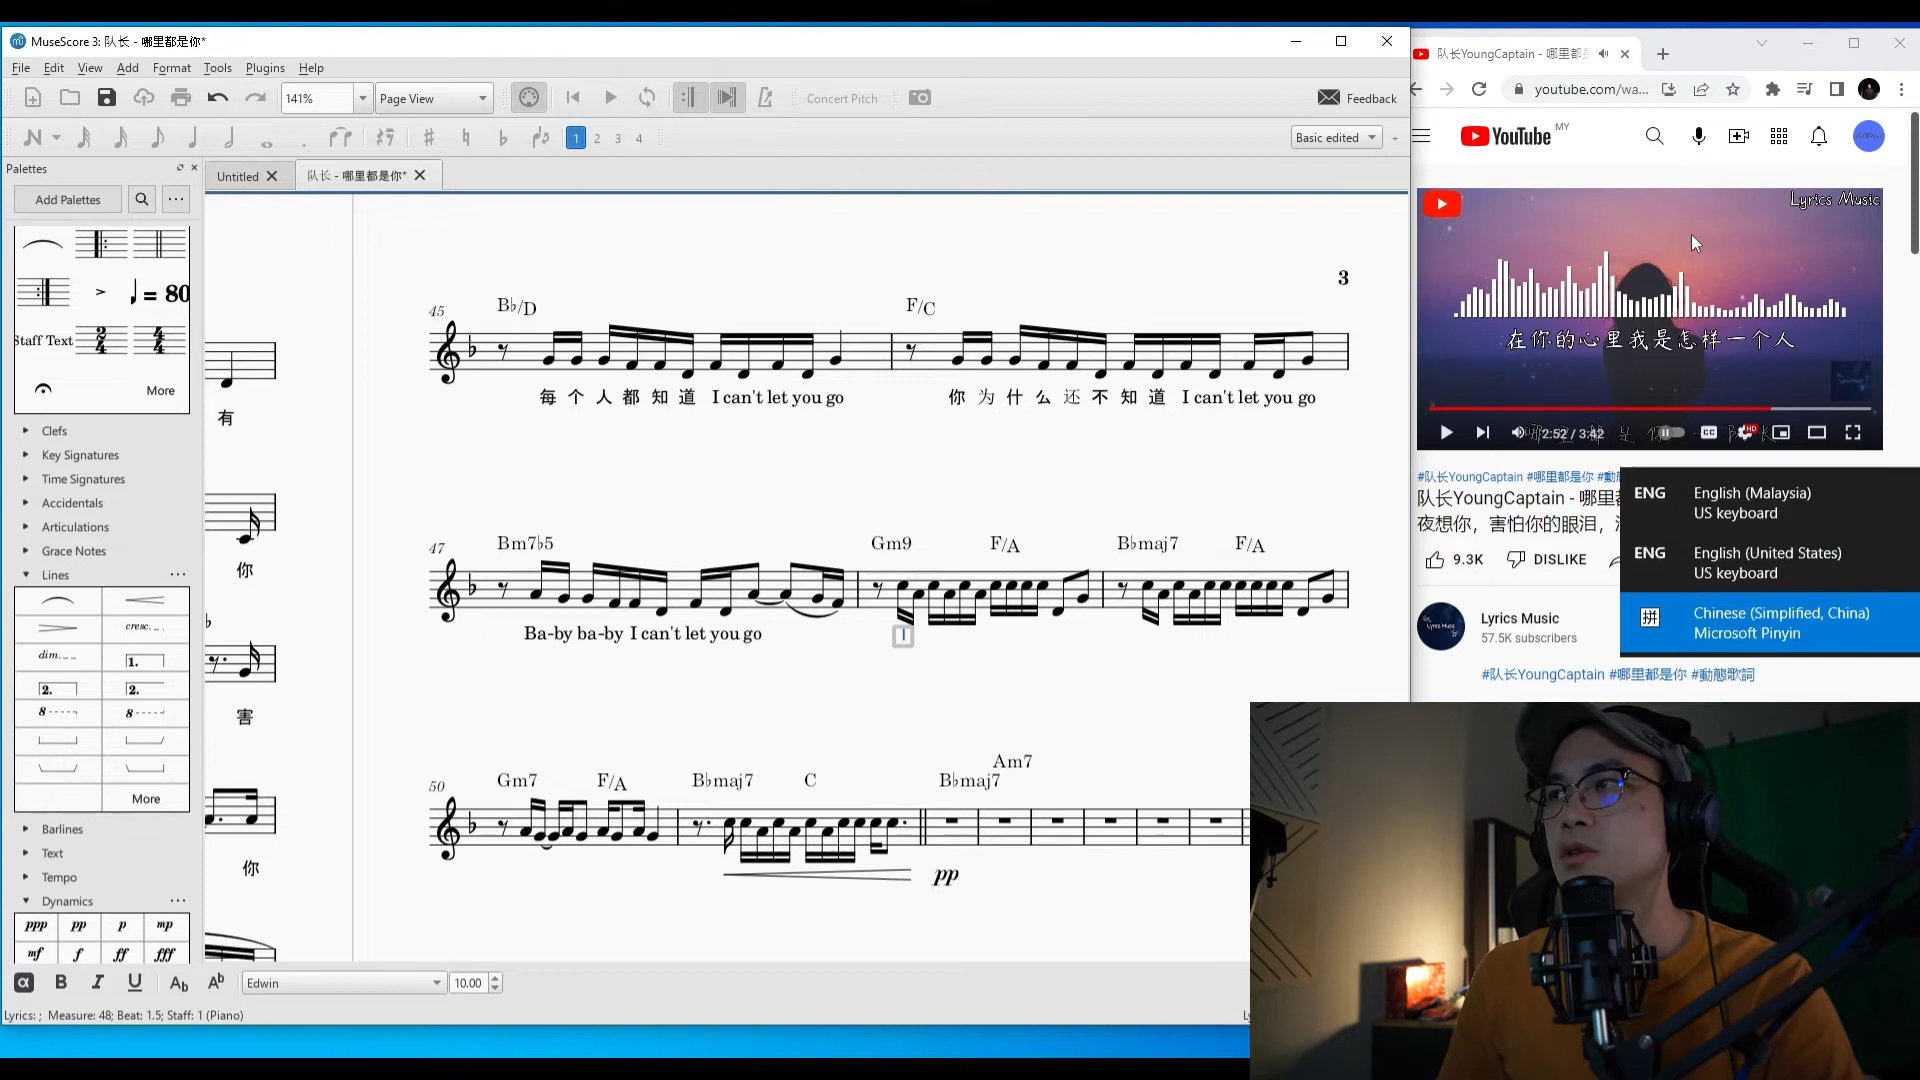 MuseScore 3: 队长 - 哪里都是你*
File Edit View Add Format Tools Plugins Help
141% Page View Concert Pitch Feedback
1 2 3 4 Basic edited
Palettes
Add Palettes
Untitled
队长 - 哪里都是你*
= 80
Staff Text
More
Clefs
Key Signatures
Time Signatures
Accidentals
Articulations
Grace Notes
Lines
cresc.
dim.
1.
2. 2.
8 8
More
Barlines
Text
Tempo
Dynamics
ppp pp p mp
mf f ff fff
有
你
害
你
3
45 B♭/D F/C
每个人都知道 I can't let you go 你为什么还不知道 I can't let you go
47 Bm7♭5 Gm9 F/A B♭maj7 F/A
Ba-by ba-by I can't let you go
50 Gm7 F/A B♭maj7 C B♭maj7 Am7
pp
Edwin 10.00
Lyrics: ; Measure: 48; Beat: 1.5; Staff: 1 (Piano)
队长YoungCaptain - 哪里都
youtube.com/wa...
YouTube MY
Lyrics Music
在你的心里我是怎样一个人
2:52 / 3:42
#队长YoungCaptain #哪里都是你
队长YoungCaptain - 哪里
夜想你，害怕你的眼泪，
9.3K DISLIKE
Lyrics Music
57.5K subscribers
#队长YoungCaptain #哪里都是你 #動態歌詞
ENG English (Malaysia)
US keyboard
ENG English (United States)
US keyboard
拼 Chinese (Simplified, China)
Microsoft Pinyin